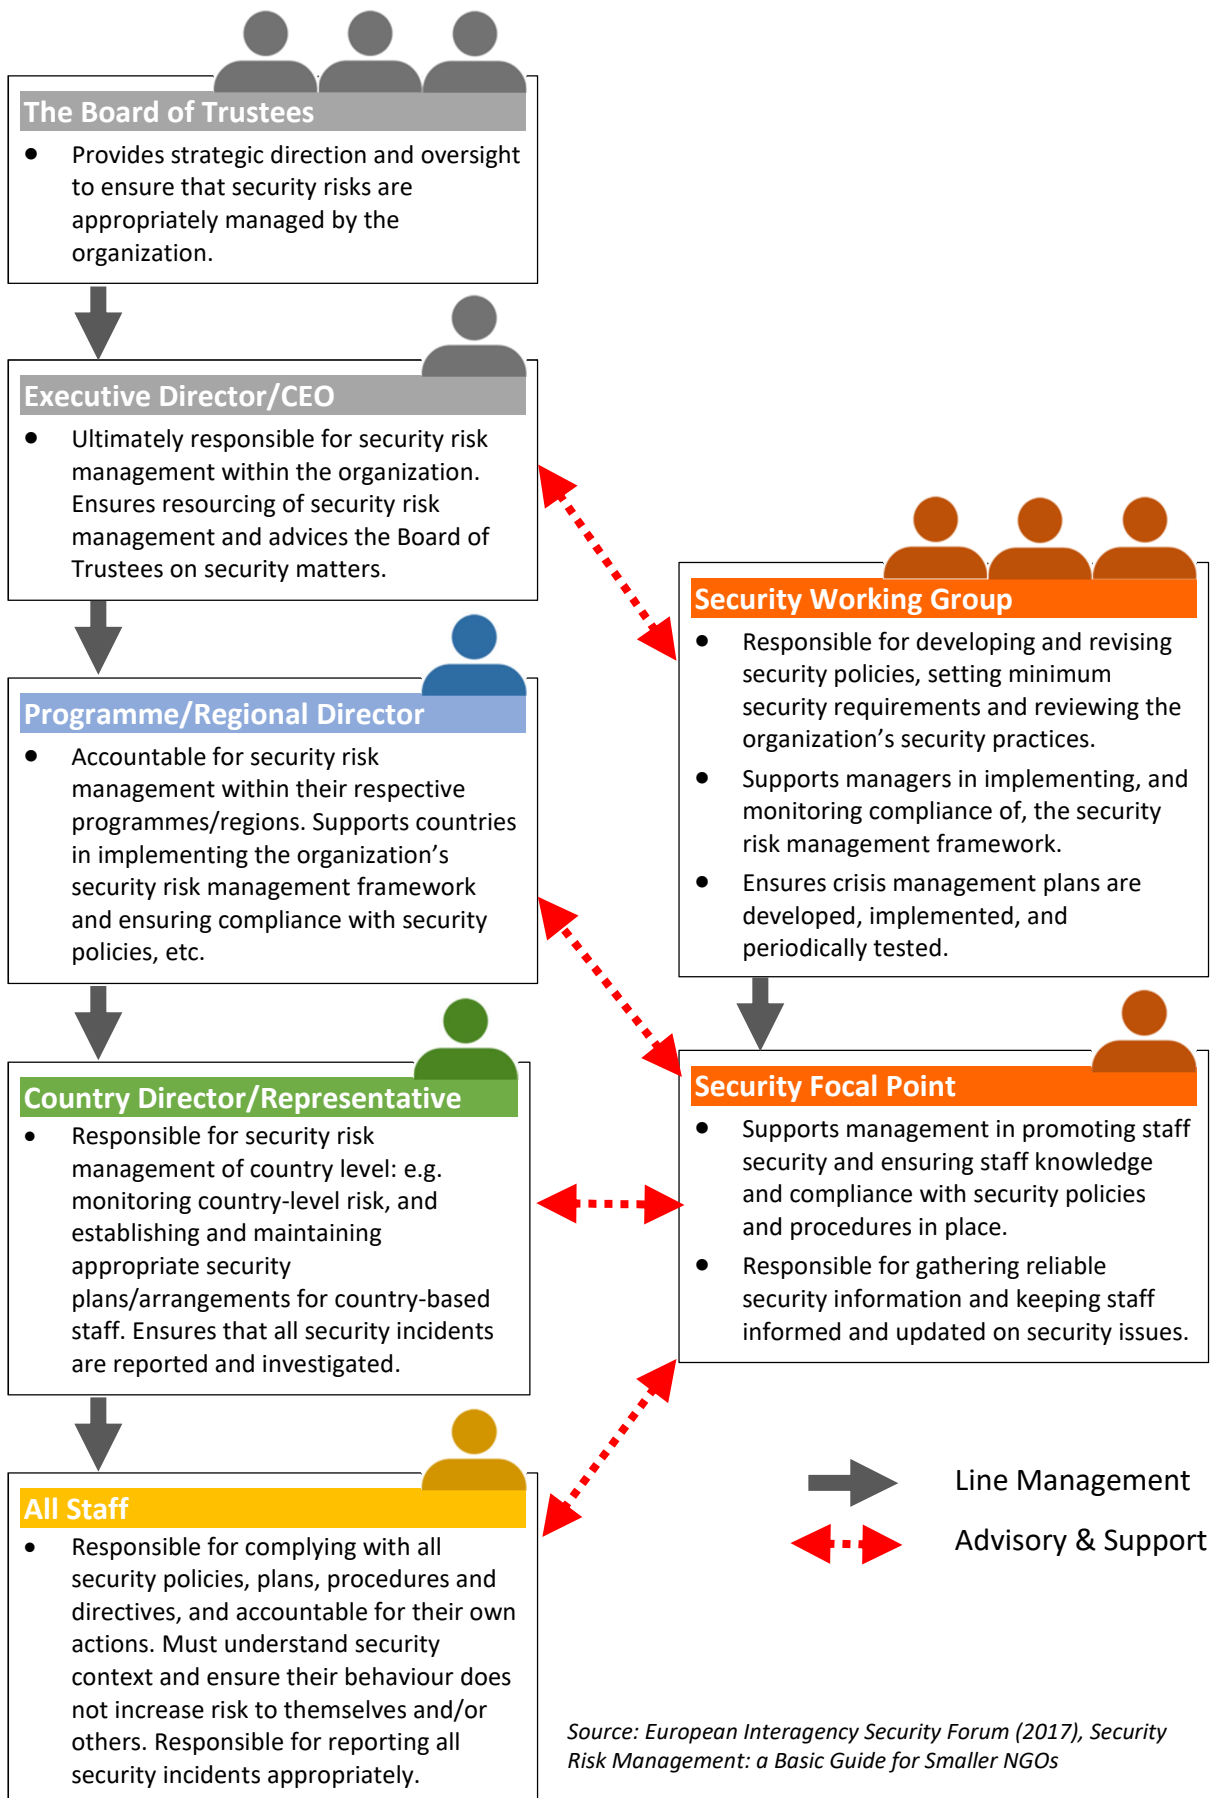 The Board of Trustees
● Provides strategic direction and oversight
to ensure that security risks are
appropriately managed by the
organization.
Executive Director/CEO
● Ultimately responsible for security risk
management within the organization.
Ensures resourcing of security risk
management and advices the Board of
Trustees on security matters.
Programme/Regional Director
● Accountable for security risk
management within their respective
programmes/regions. Supports countries
in implementing the organization’s
security risk management framework
and ensuring compliance with security
policies, etc.
Country Director/Representative
● Responsible for security risk
management of country level: e.g.
monitoring country-level risk, and
establishing and maintaining
appropriate security
plans/arrangements for country-based
staff. Ensures that all security incidents
are reported and investigated.
All Staff
● Responsible for complying with all
security policies, plans, procedures and
directives, and accountable for their own
actions. Must understand security
context and ensure their behaviour does
not increase risk to themselves and/or
others. Responsible for reporting all
security incidents appropriately.
Security Working Group
● Responsible for developing and revising
security policies, setting minimum
security requirements and reviewing the
organization’s security practices.
● Supports managers in implementing, and
monitoring compliance of, the security
risk management framework.
● Ensures crisis management plans are
developed, implemented, and
periodically tested.
Security Focal Point
● Supports management in promoting staff
security and ensuring staff knowledge
and compliance with security policies
and procedures in place.
● Responsible for gathering reliable
security information and keeping staff
informed and updated on security issues.
Line Management
Advisory & Support
Source: European Interagency Security Forum (2017), Security
Risk Management: a Basic Guide for Smaller NGOs